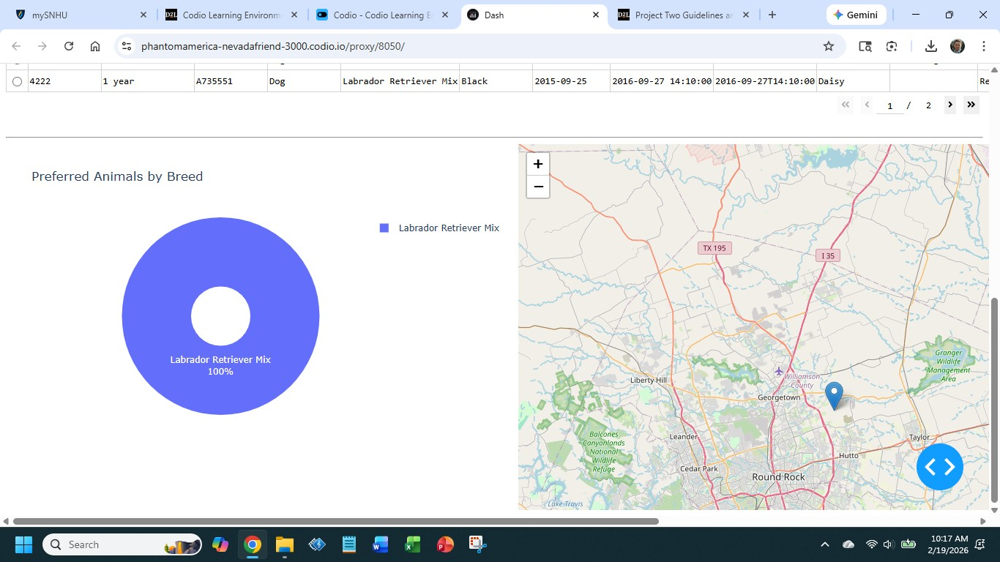 mySNHU
D2L Codio Learning Environm
Codio - Codio Learning E
Dash
D2L Project Two Guidelines a
Gemini
phantomamerica-nevadafriend-3000.codio.io/proxy/8050/
4222 1 year A735551 Dog Labrador Retriever Mix Black 2015-09-25 2016-09-27 14:10:00 2016-09-27T14:10:00 Daisy Re
« ‹ 1 / 2 › »
Preferred Animals by Breed
Labrador Retriever Mix
Labrador Retriever Mix
100%
+
−
TX 195
I 35
Granger
Wildlife
Management
Area
Liberty Hill
Williamson
County
Georgetown
Balcones
Canyonlands
National
Wildlife
Refuge
Leander
Taylor
Cedar Park
Hutto
Round Rock
Lake Travis
Search
10:17 AM
2/19/2026